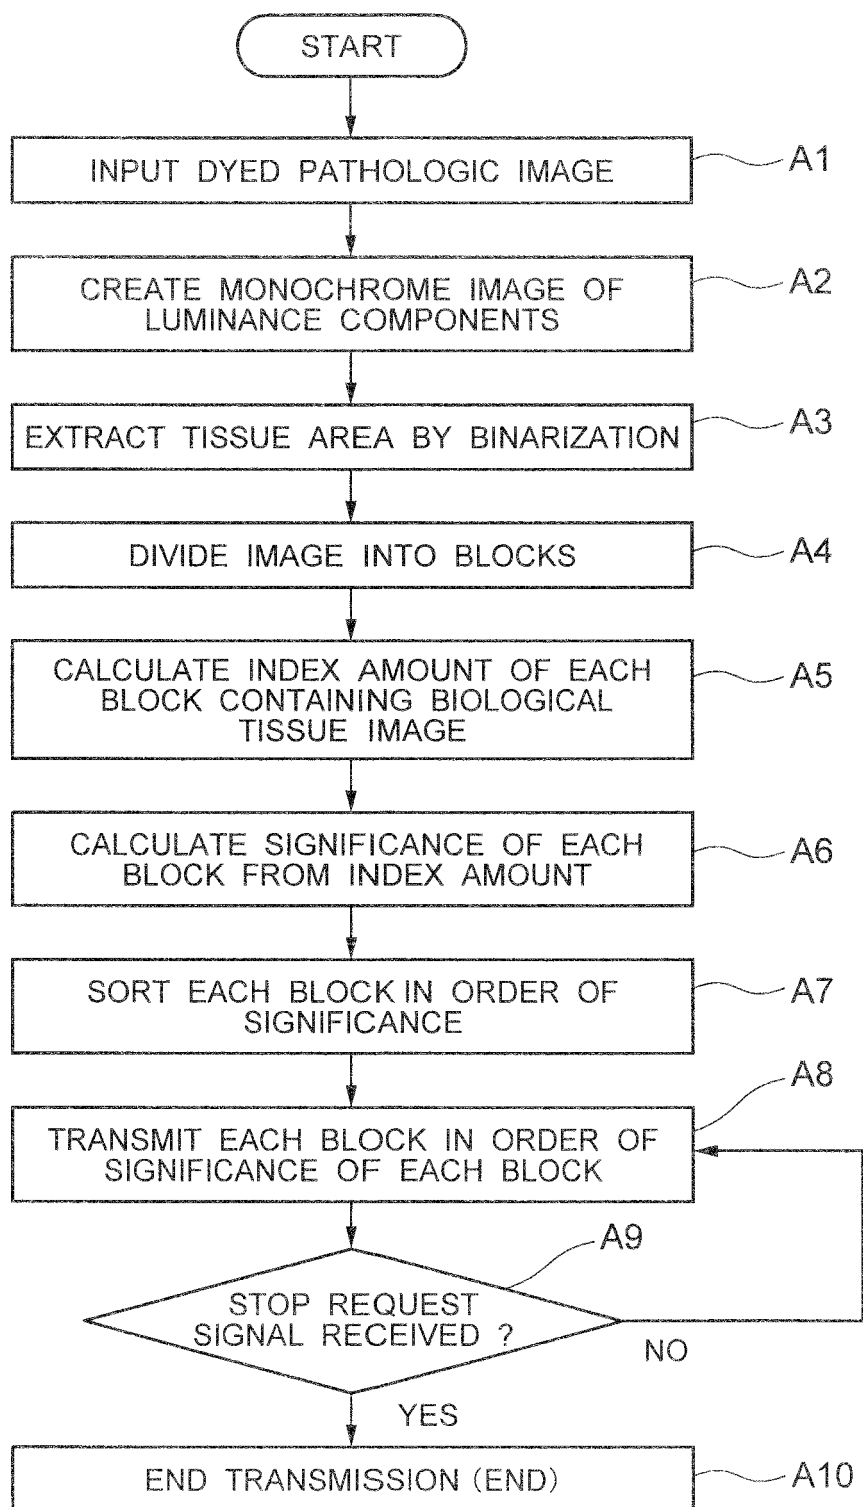 START
INPUT DYED PATHOLOGIC IMAGE
A1
CREATE MONOCHROME IMAGE OF
LUMINANCE COMPONENTS
A2
EXTRACT TISSUE AREA BY BINARIZATION
A3
DIVIDE IMAGE INTO BLOCKS
A4
CALCULATE INDEX AMOUNT OF EACH
BLOCK CONTAINING BIOLOGICAL
TISSUE IMAGE
A5
CALCULATE SIGNIFICANCE OF EACH
BLOCK FROM INDEX AMOUNT
A6
SORT EACH BLOCK IN ORDER OF
SIGNIFICANCE
A7
TRANSMIT EACH BLOCK IN ORDER OF
SIGNIFICANCE OF EACH BLOCK
A8
STOP REQUEST
SIGNAL RECEIVED ?
A9
NO
YES
END TRANSMISSION (END)
A10